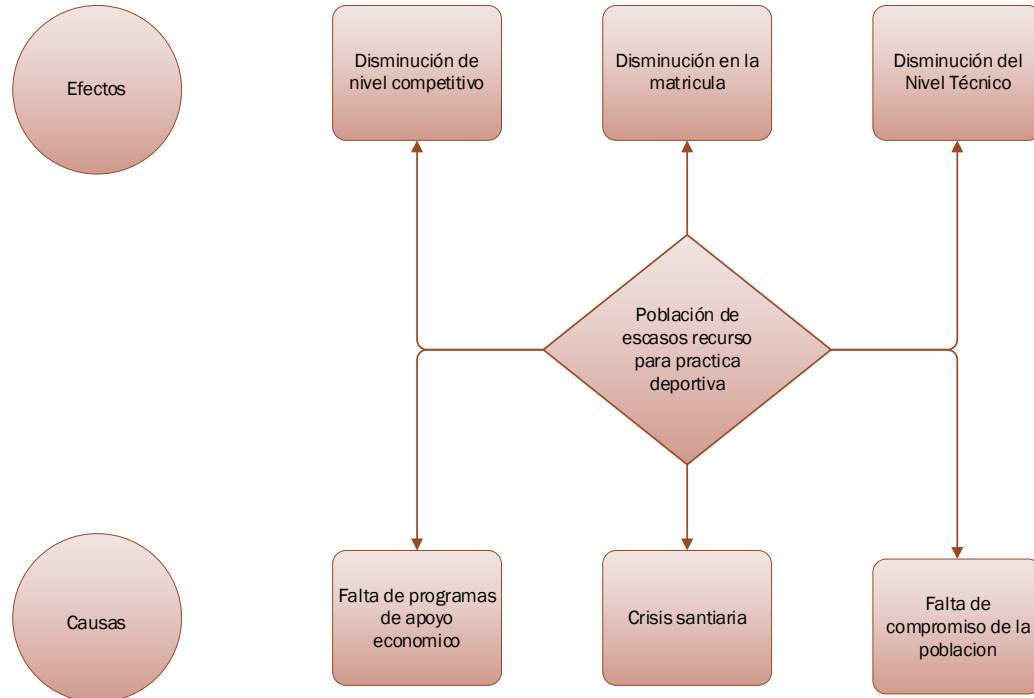 Efectos
Disminución de
nivel competitivo
Disminución en la
matricula
Disminución del
Nivel Técnico
Población de
escasos recurso
para practica
deportiva
Causas
Falta de programas
de apoyo
economico
Crisis santiaria
Falta de
compromiso de la
poblacion